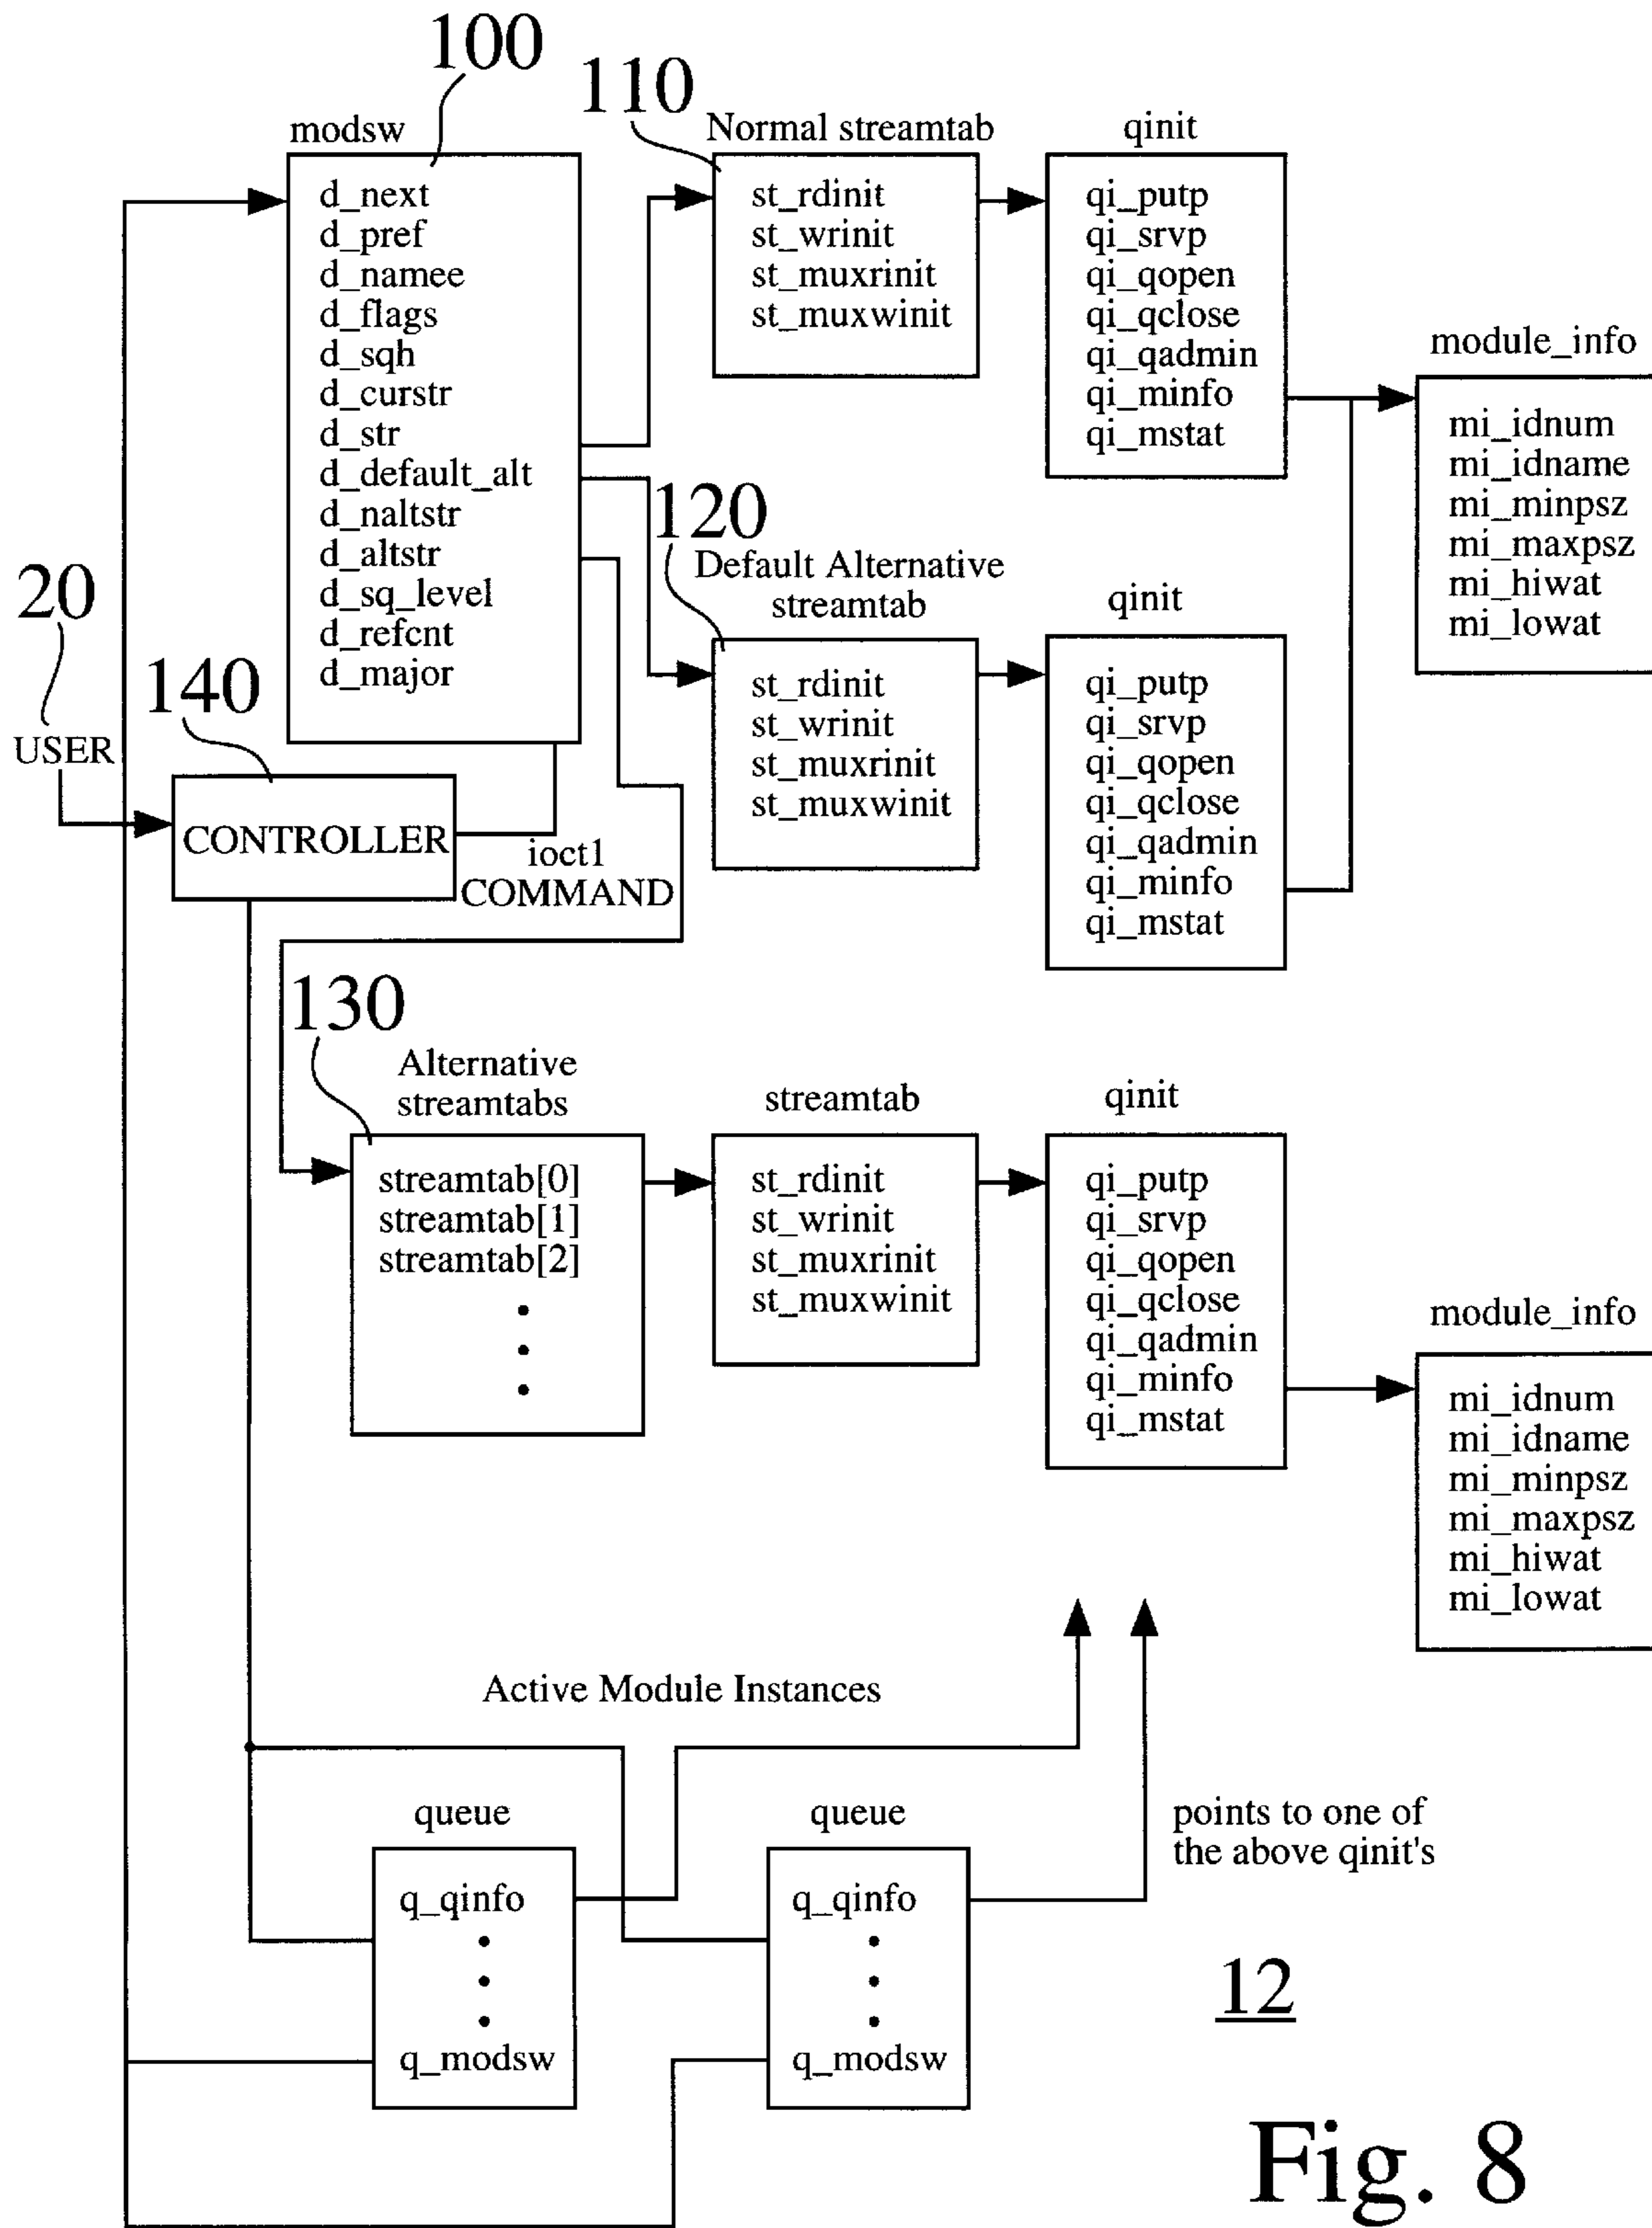 100
modsw
d_next
d_pref
d_namee
d_flags
d_sqh
d_curstr
d_str
d_default_alt
d_naltstr
d_altstr
d_sq_level
d_refcnt
d_major
110
Normal streamtab
st_rdinit
st_wrinit
st_muxrinit
st_muxwinit
qinit
qi_putp
qi_srvp
qi_qopen
qi_qclose
qi_qadmin
qi_minfo
qi_mstat
module_info
mi_idnum
mi_idname
mi_minpsz
mi_maxpsz
mi_hiwat
mi_lowat
20
USER
140
CONTROLLER
ioct1
COMMAND
120
Default Alternative
streamtab
st_rdinit
st_wrinit
st_muxrinit
st_muxwinit
qinit
qi_putp
qi_srvp
qi_qopen
qi_qclose
qi_qadmin
qi_minfo
qi_mstat
130
Alternative
streamtabs
streamtab[0]
streamtab[1]
streamtab[2]
streamtab
st_rdinit
st_wrinit
st_muxrinit
st_muxwinit
qinit
qi_putp
qi_srvp
qi_qopen
qi_qclose
qi_qadmin
qi_minfo
qi_mstat
module_info
mi_idnum
mi_idname
mi_minpsz
mi_maxpsz
mi_hiwat
mi_lowat
Active Module Instances
queue
q_qinfo
q_modsw
queue
q_qinfo
q_modsw
points to one of
the above qinit's
12
Fig. 8